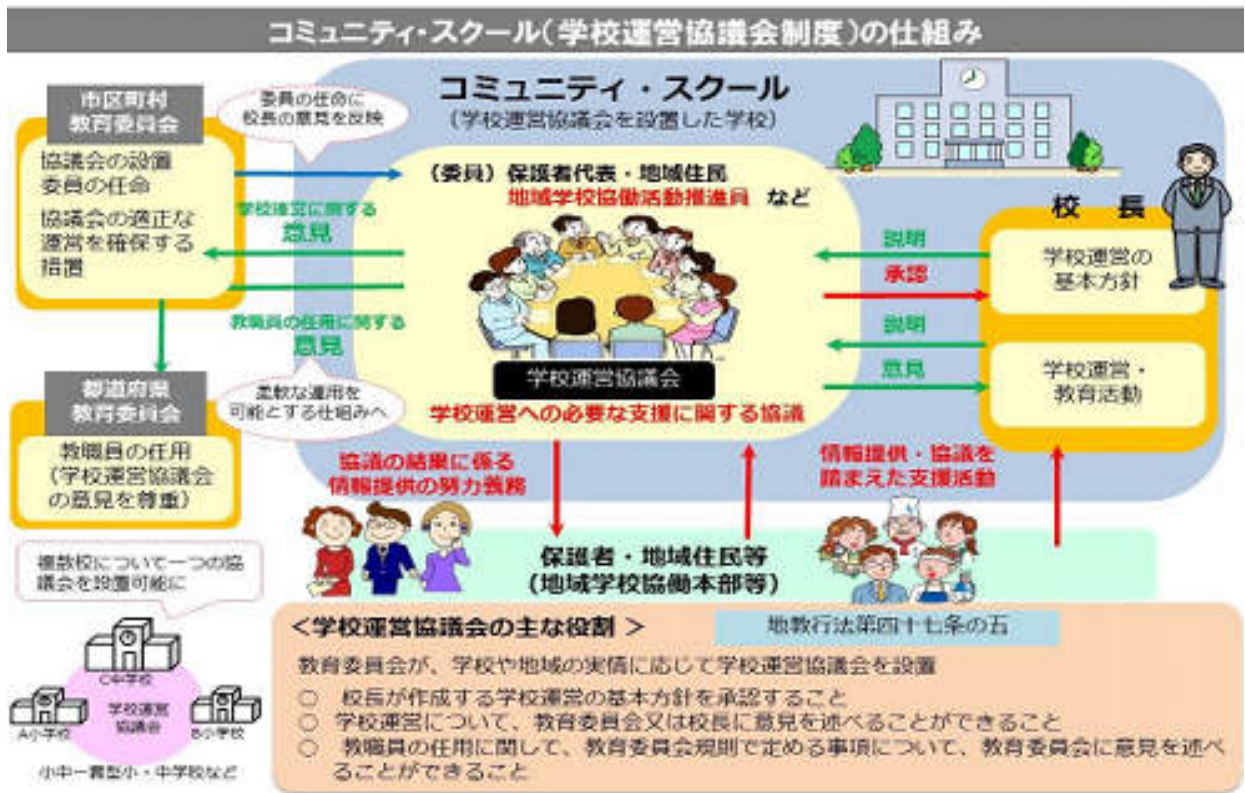 コミュニティ・スクール(学校運営協議会制度)の仕組み
市区町村
教育委員会
協議会の設置
委員の任命
協議会の適正な
運営を確保する
措置
委員の任命に
校長の意見を反映
コミュニティ・スクール
(学校運営協議会を設置した学校)
(委員)保護者代表・地域住民
地域学校協働活動推進員 など
学校運営に関する
意見
教職員の任用に関する
意見
学校運営協議会
学校運営への必要な支援に関する協議
校 長
説明
承認
学校運営の
基本方針
説明
意見
学校運営・
教育活動
都道府県
教育委員会
教職員の任用
(学校運営協議会
の意見を尊重)
柔軟な運用を
可能とする仕組みへ
協議の結果に係る
情報提供の努力義務
情報提供・協議を
踏まえた支援活動
保護者・地域住民等
(地域学校協働本部等)
複数校について一つの協
議会を設置可能に
C中学校
学校運営
協議会
A小学校
B小学校
小中一貫型小・中学校など
<学校運営協議会の主な役割 >
地教行法第四十七条の五
教育委員会が、学校や地域の実情に応じて学校運営協議会を設置
○ 校長が作成する学校運営の基本方針を承認すること
○ 学校運営について、教育委員会又は校長に意見を述べることができること
○ 教職員の任用に関して、教育委員会規則で定める事項について、教育委員会に意見を述べ
ることができること